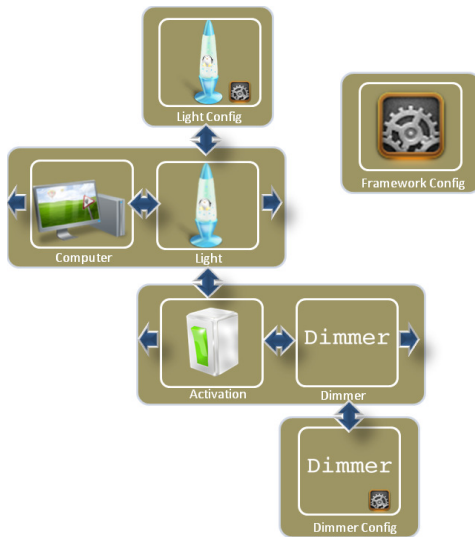 Light Config
Framework Config
Computer
Light
Dimmer
Activation
Dimmer
Dimmer
Dimmer Config